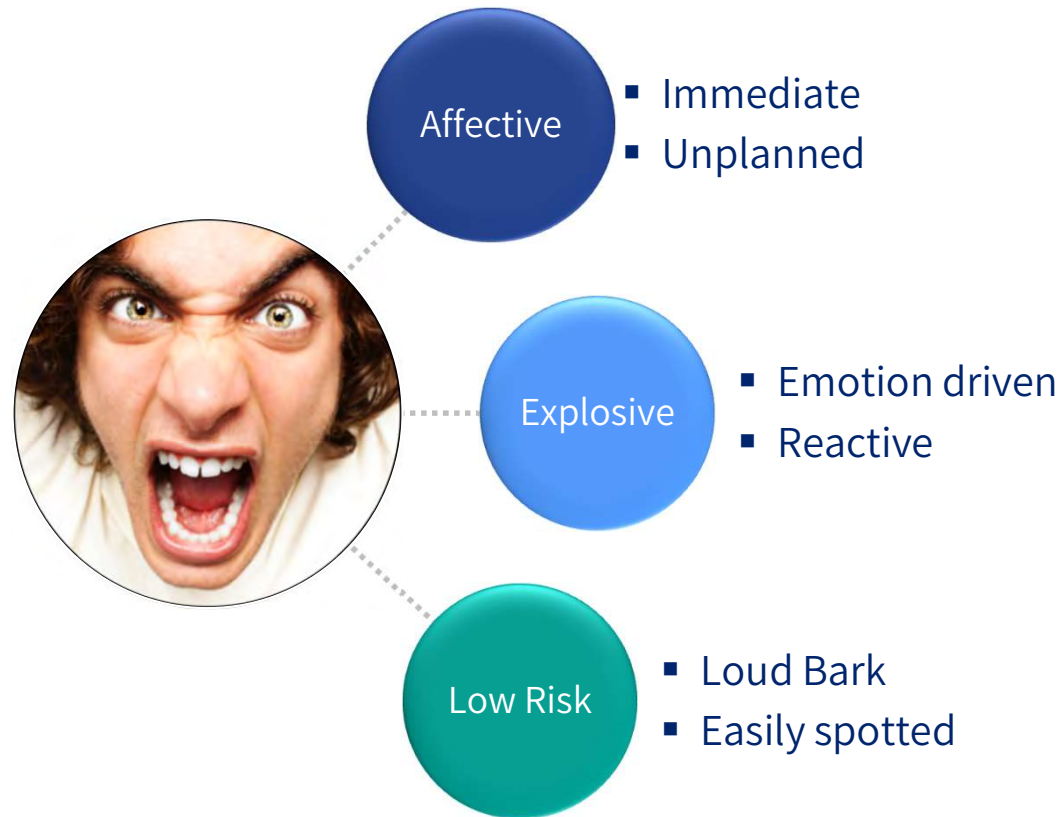 Affective
▪ Immediate
▪ Unplanned
Explosive
▪ Emotion driven
▪ Reactive
Low Risk
▪ Loud Bark
▪ Easily spotted